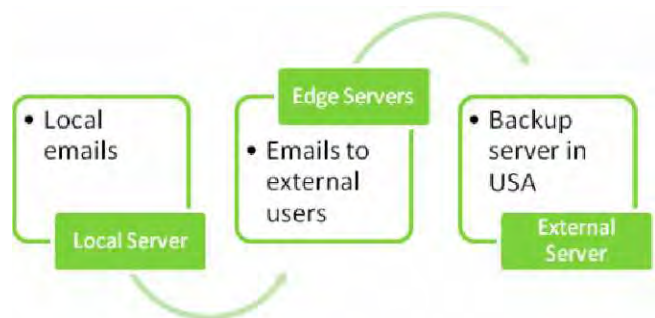 • Local
emails
Local Server
Edge Servers
• Emails to
external
users
• Backup
server in
USA
External
Server